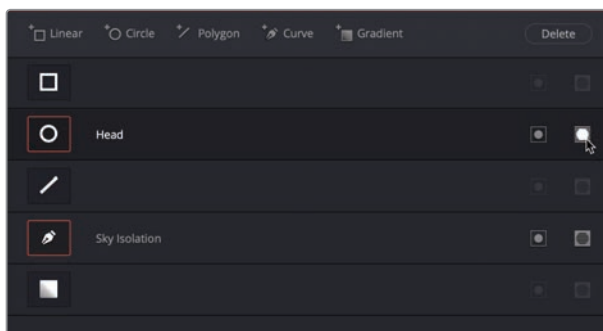 Linear Circle Polygon Curve Gradient Delete
Head
Sky Isolation